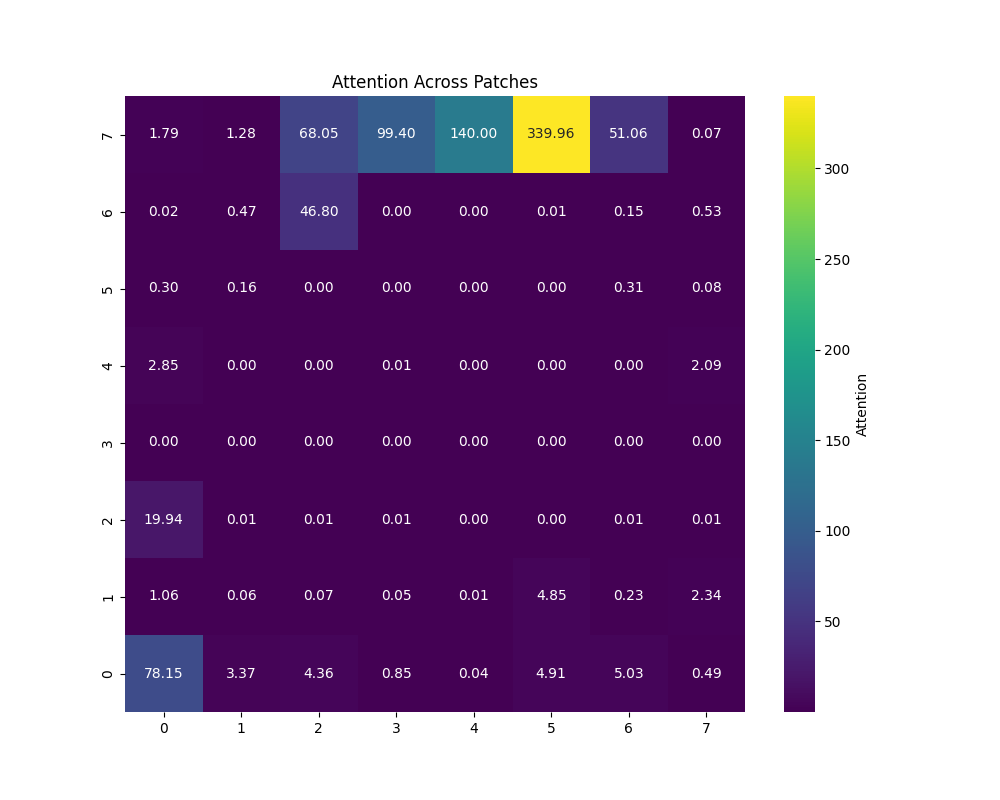 Attention Across Patches
7 1.79 1.28 68.05 99.40 140.00 339.96 51.06 0.07
6 0.02 0.47 46.80 0.00 0.00 0.01 0.15 0.53
5 0.30 0.16 0.00 0.00 0.00 0.00 0.31 0.08
4 2.85 0.00 0.00 0.01 0.00 0.00 0.00 2.09
3 0.00 0.00 0.00 0.00 0.00 0.00 0.00 0.00
2 19.94 0.01 0.01 0.01 0.00 0.00 0.01 0.01
1 1.06 0.06 0.07 0.05 0.01 4.85 0.23 2.34
0 78.15 3.37 4.36 0.85 0.04 4.91 5.03 0.49
0 1 2 3 4 5 6 7
300
250
200
150
100
50
Attention